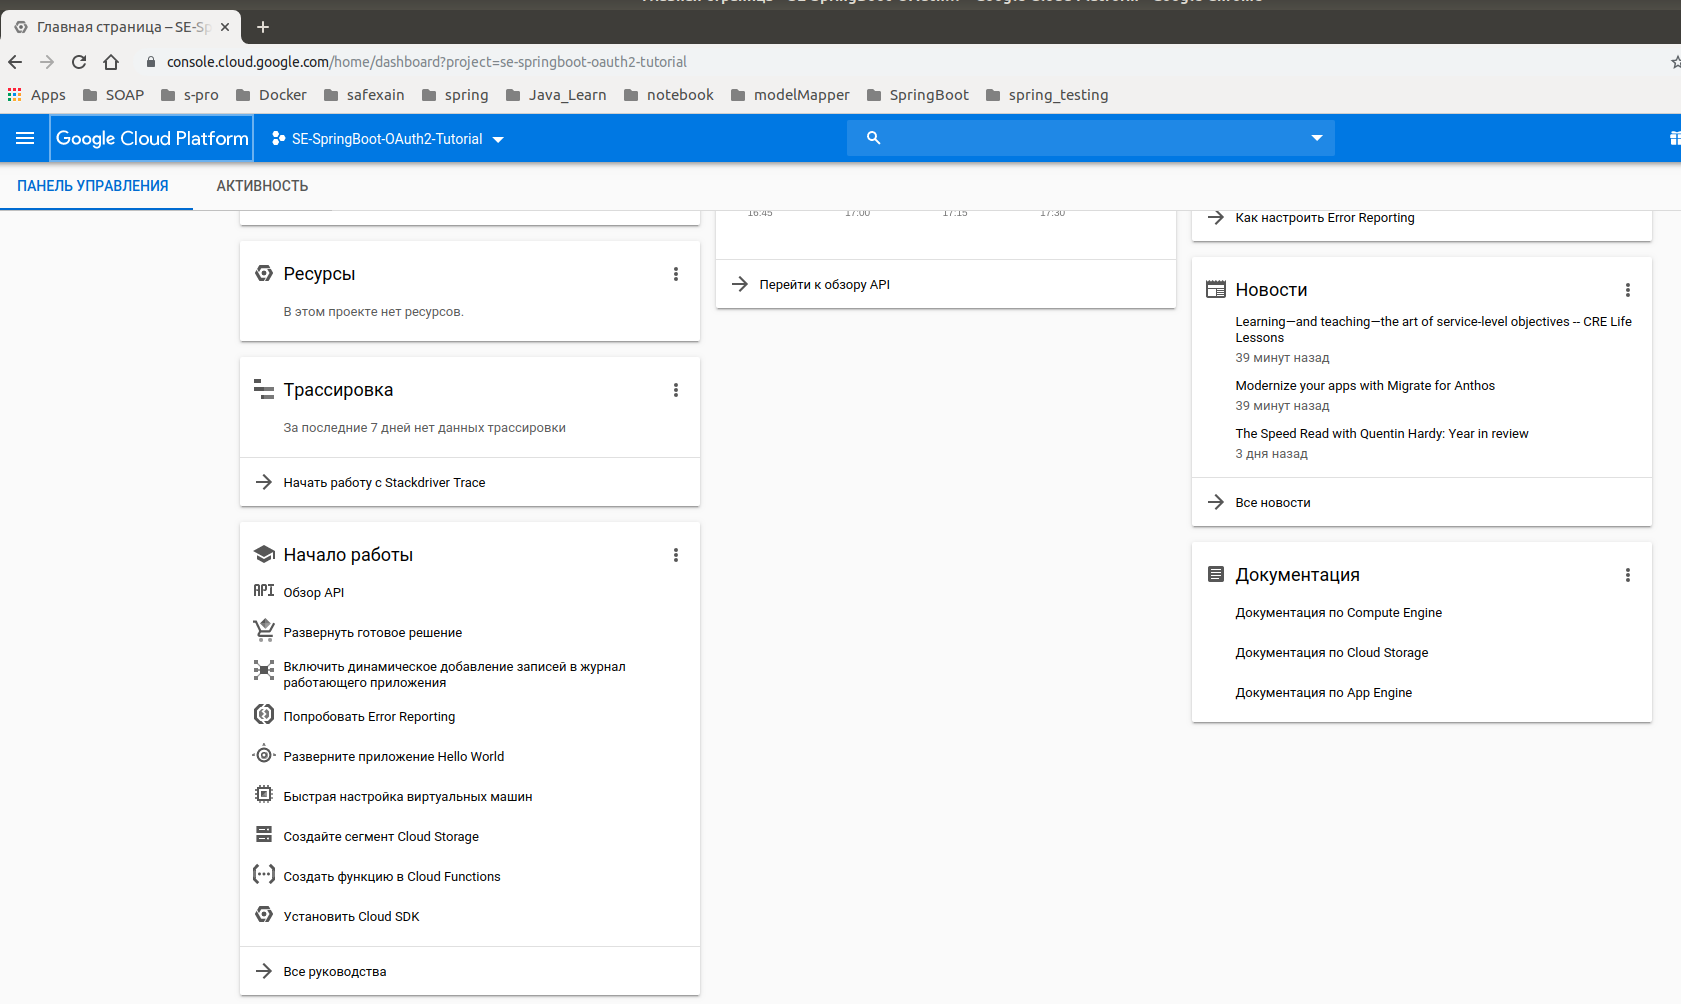 Главная страница – SE-Sp
console.cloud.google.com/home/dashboard?project=se-springboot-oauth2-tutorial
Apps SOAP s-pro Docker safexain spring Java_Learn notebook modelMapper SpringBoot spring_testing
Google Cloud Platform SE-SpringBoot-OAuth2-Tutorial
ПАНЕЛЬ УПРАВЛЕНИЯ АКТИВНОСТЬ
Ресурсы
В этом проекте нет ресурсов.
Трассировка
За последние 7 дней нет данных трассировки
Начать работу с Stackdriver Trace
Начало работы
API Обзор API
Развернуть готовое решение
Включить динамическое добавление записей в журнал
работающего приложения
Попробовать Error Reporting
Разверните приложение Hello World
Быстрая настройка виртуальных машин
Создайте сегмент Cloud Storage
Создать функцию в Cloud Functions
Установить Cloud SDK
Все руководства
16:45 17:00 17:15 17:30
Перейти к обзору API
Как настроить Error Reporting
Новости
Learning—and teaching—the art of service-level objectives -- CRE Life
Lessons
39 минут назад
Modernize your apps with Migrate for Anthos
39 минут назад
The Speed Read with Quentin Hardy: Year in review
3 дня назад
Все новости
Документация
Документация по Compute Engine
Документация по Cloud Storage
Документация по App Engine